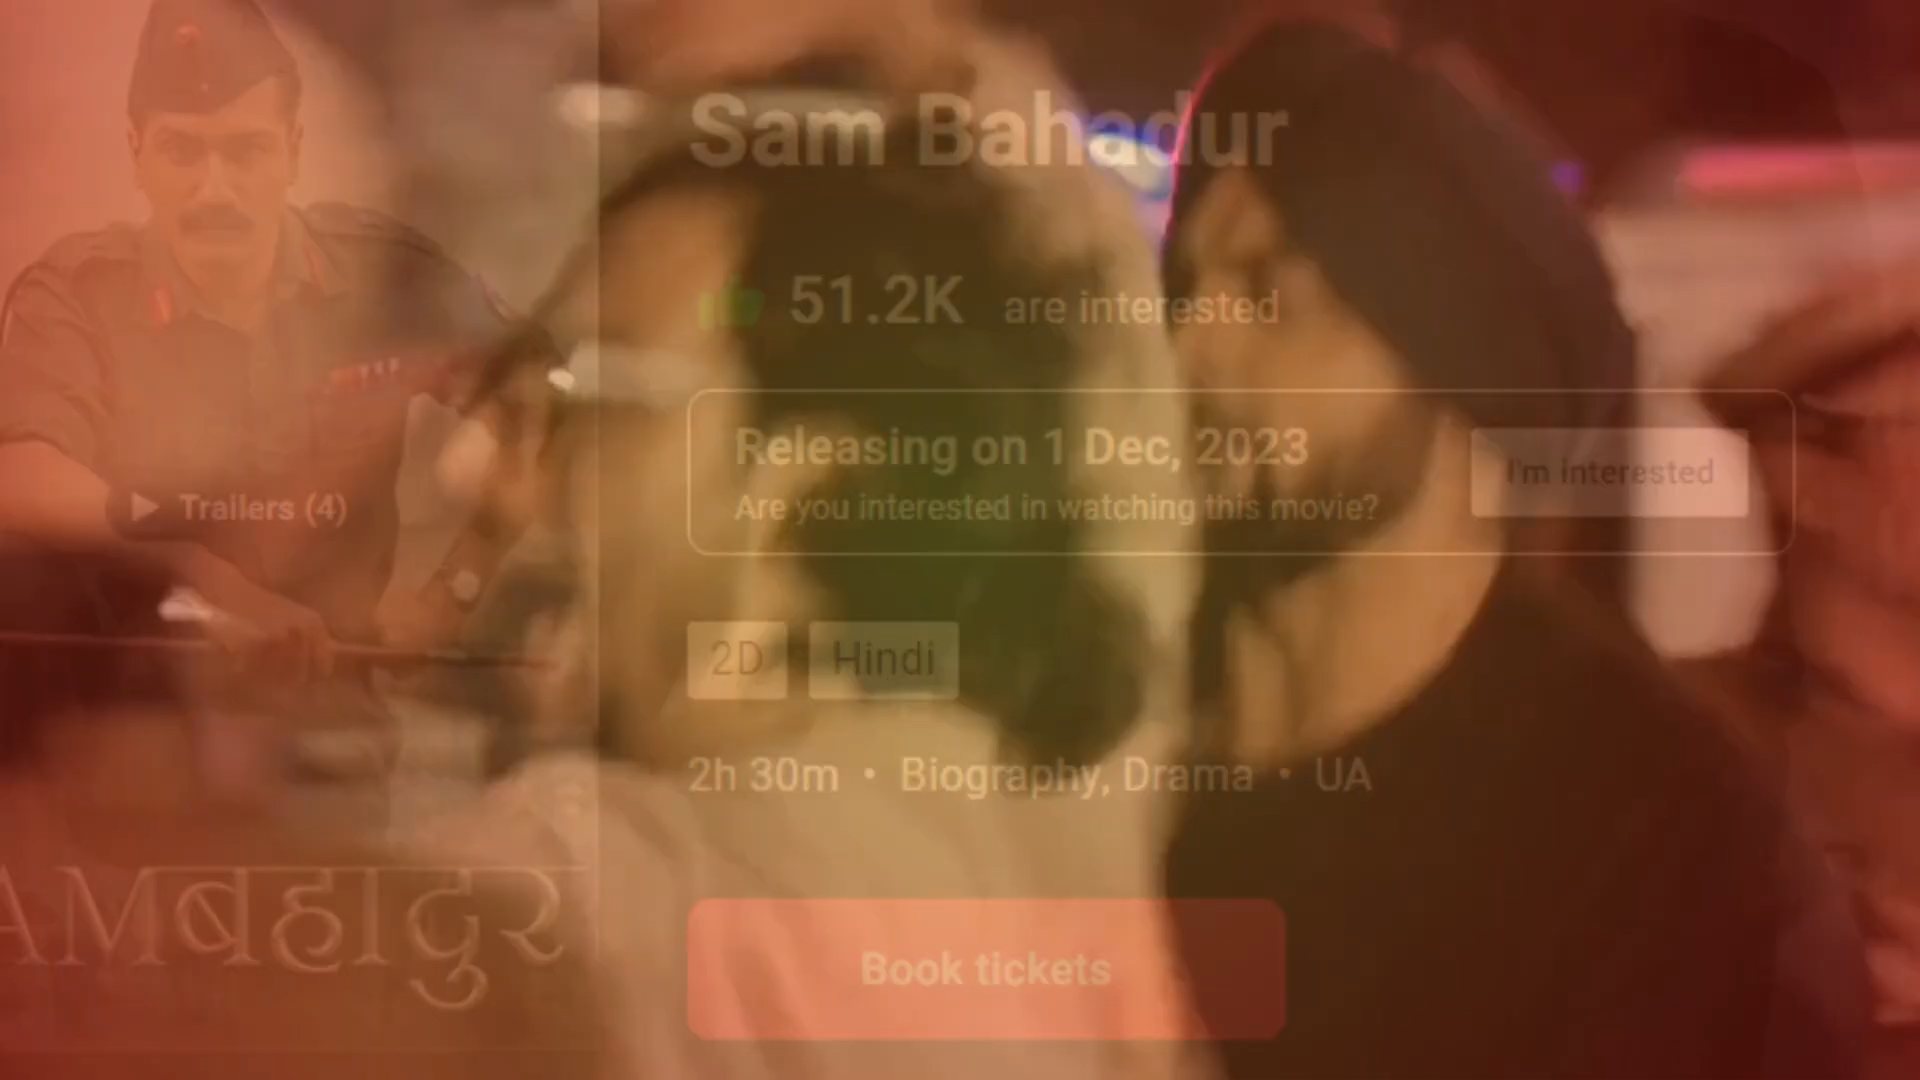 Sam Bahadur
51.2K are interested
Releasing on 1 Dec, 2023
Are you interested in watching this movie?
I'm interested
Trailers (4)
2D Hindi
2h 30m • Biography, Drama • UA
AMबहादुर
Book tickets